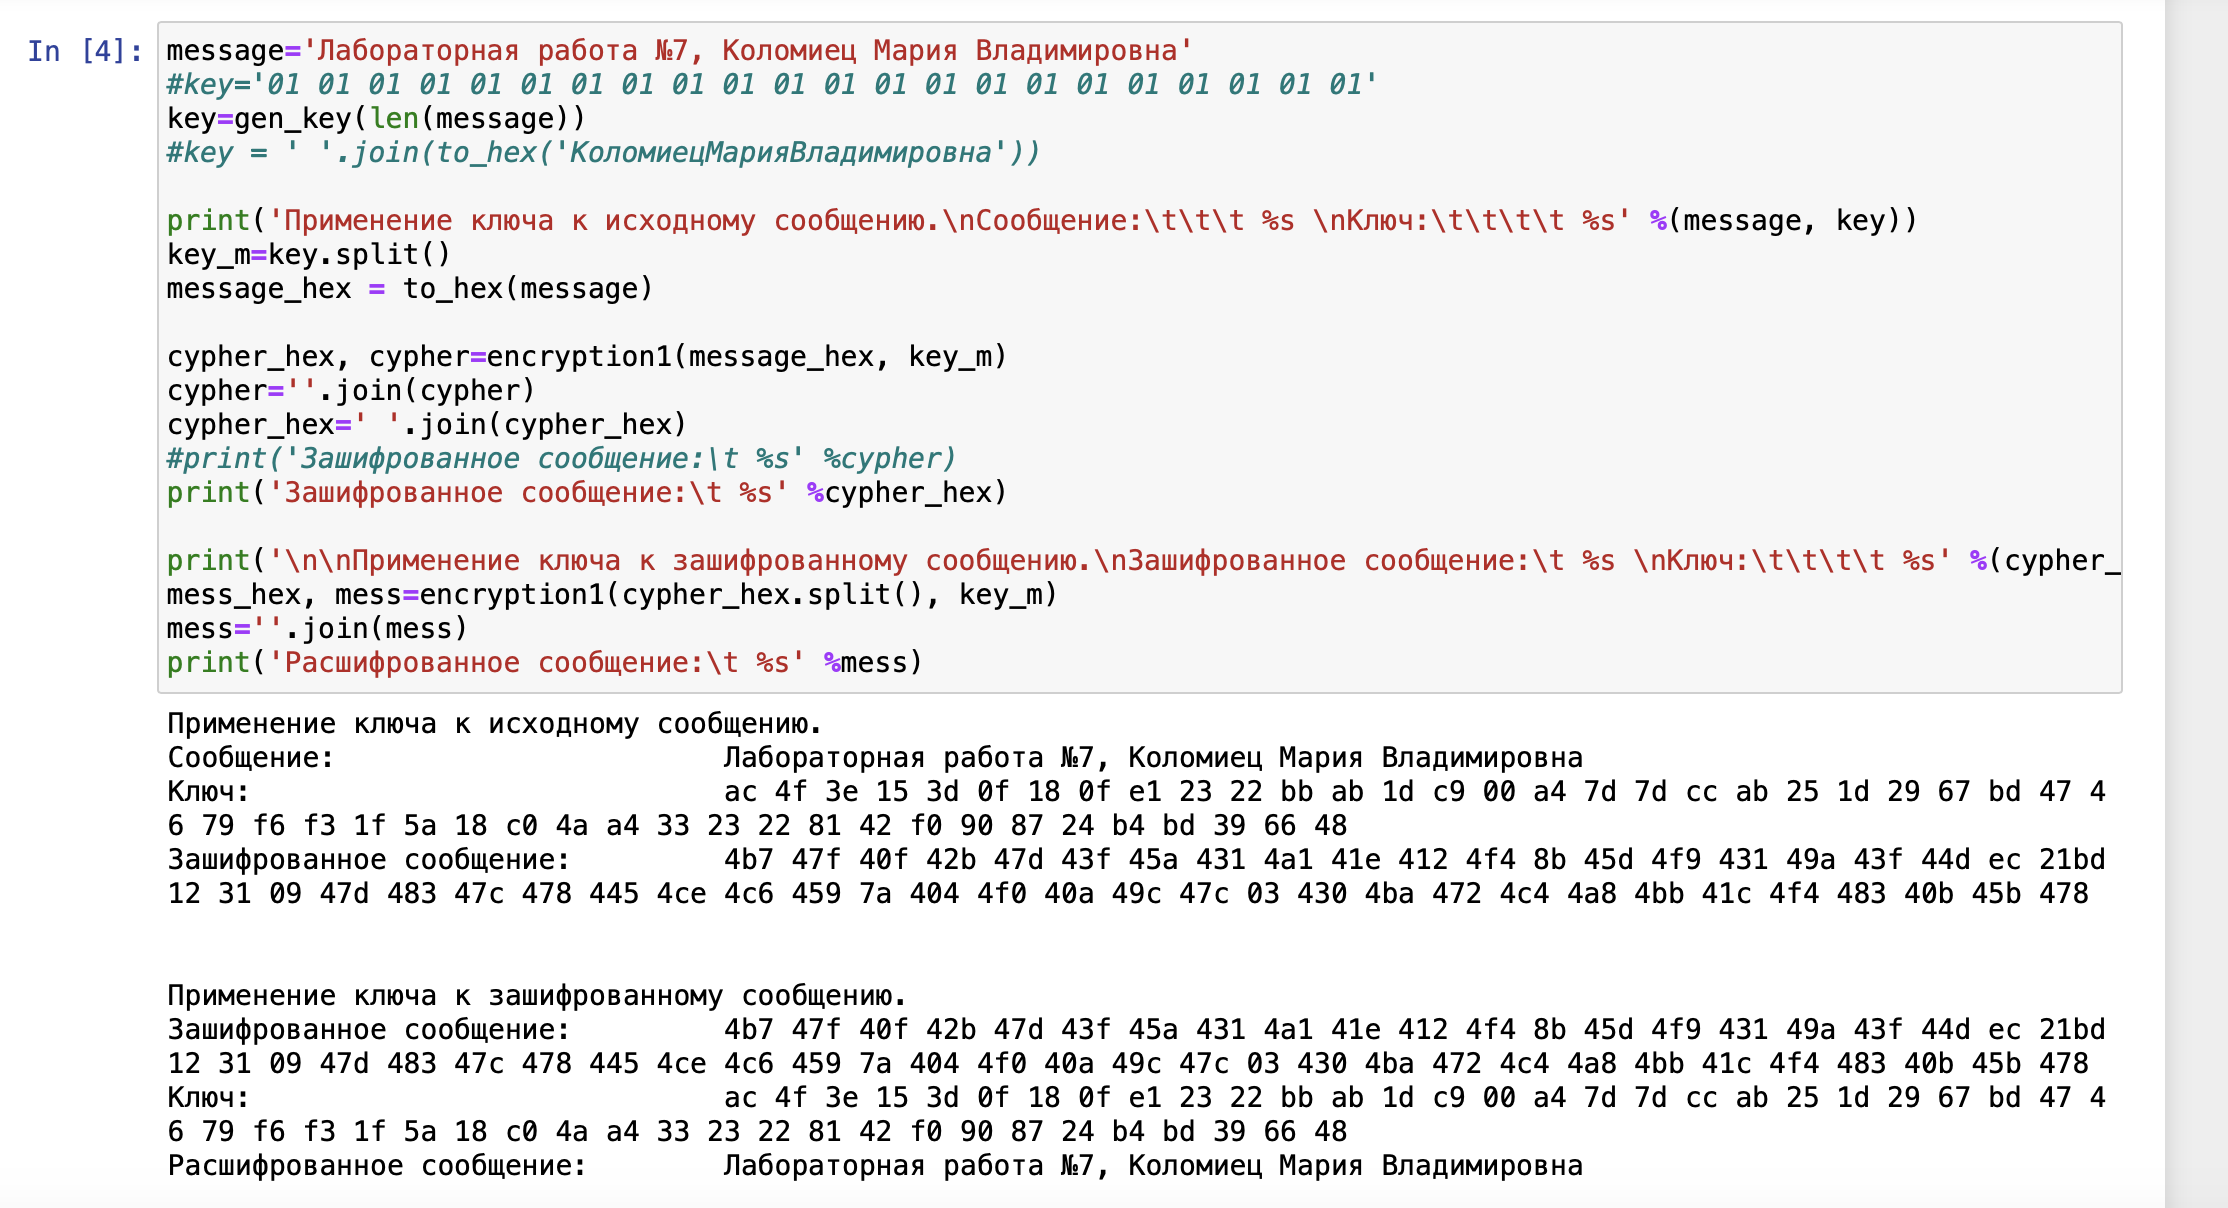 In [4]: message='Лабораторная работа №7, Коломиец Мария Владимировна'
#key='01 01 01 01 01 01 01 01 01 01 01 01 01 01 01 01 01 01 01 01 01 01'
key=gen_key(len(message))
#key = ' '.join(to_hex('КоломиецМарияВладимировна'))
print('Применение ключа к исходному сообщению.\nСообщение:\t\t\t %s \nКлюч:\t\t\t\t %s' %(message, key))
key_m=key.split()
message_hex = to_hex(message)
cypher_hex, cypher=encryption1(message_hex, key_m)
cypher=''.join(cypher)
cypher_hex=' '.join(cypher_hex)
#print('Зашифрованное сообщение:\t %s' %cypher)
print('Зашифрованное сообщение:\t %s' %cypher_hex)
print('\n\nПрименение ключа к зашифрованному сообщению.\nЗашифрованное сообщение:\t %s \nКлюч:\t\t\t\t %s' %(cypher_
mess_hex, mess=encryption1(cypher_hex.split(), key_m)
mess=''.join(mess)
print('Расшифрованное сообщение:\t %s' %mess)
Применение ключа к исходному сообщению.
Сообщение: Лабораторная работа №7, Коломиец Мария Владимировна
Ключ: ac 4f 3e 15 3d 0f 18 0f e1 23 22 bb ab 1d c9 00 a4 7d 7d cc ab 25 1d 29 67 bd 47 4
6 79 f6 f3 1f 5a 18 c0 4a a4 33 23 22 81 42 f0 90 87 24 b4 bd 39 66 48
Зашифрованное сообщение: 4b7 47f 40f 42b 47d 43f 45a 431 4a1 41e 412 4f4 8b 45d 4f9 431 49a 43f 44d ec 21bd
12 31 09 47d 483 47c 478 445 4ce 4c6 459 7a 404 4f0 40a 49c 47c 03 430 4ba 472 4c4 4a8 4bb 41c 4f4 483 40b 45b 478
Применение ключа к зашифрованному сообщению.
Зашифрованное сообщение: 4b7 47f 40f 42b 47d 43f 45a 431 4a1 41e 412 4f4 8b 45d 4f9 431 49a 43f 44d ec 21bd
12 31 09 47d 483 47c 478 445 4ce 4c6 459 7a 404 4f0 40a 49c 47c 03 430 4ba 472 4c4 4a8 4bb 41c 4f4 483 40b 45b 478
Ключ: ac 4f 3e 15 3d 0f 18 0f e1 23 22 bb ab 1d c9 00 a4 7d 7d cc ab 25 1d 29 67 bd 47 4
6 79 f6 f3 1f 5a 18 c0 4a a4 33 23 22 81 42 f0 90 87 24 b4 bd 39 66 48
Расшифрованное сообщение: Лабораторная работа №7, Коломиец Мария Владимировна